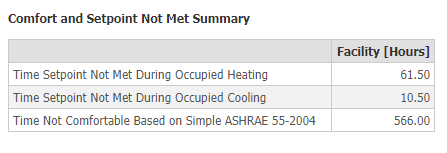 Comfort and Setpoint Not Met Summary
Facility [Hours]
Time Setpoint Not Met During Occupied Heating 61.50
Time Setpoint Not Met During Occupied Cooling 10.50
Time Not Comfortable Based on Simple ASHRAE 55-2004 566.00